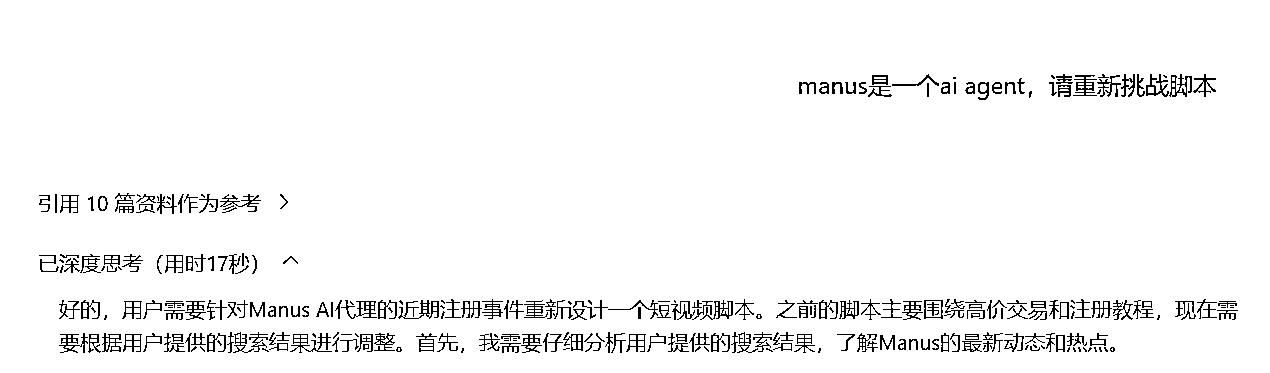 manus是一个ai agent，请重新挑战脚本
引用 10 篇资料作为参考
已深度思考（用时17秒）
好的，用户需要针对Manus AI代理的近期注册事件重新设计一个短视频脚本。之前的脚本主要围绕高价交易和注册教程，现在需
要根据用户提供的搜索结果进行调整。首先，我需要仔细分析用户提供的搜索结果，了解Manus的最新动态和热点。